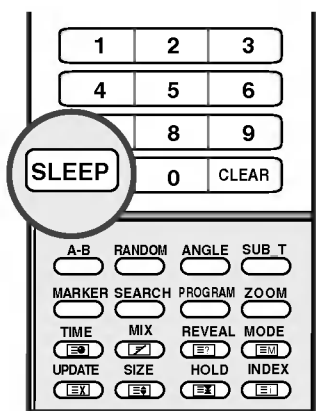 1 2 3
4 5 6
8 9
SLEEP 0 CLEAR
A-B RANDOM ANGLE SUB_T
MARKER SEARCH PROGRAM ZOOM
TIME MIX REVEAL MODE
?
M
UPDATE SIZE HOLD INDEX
X
i